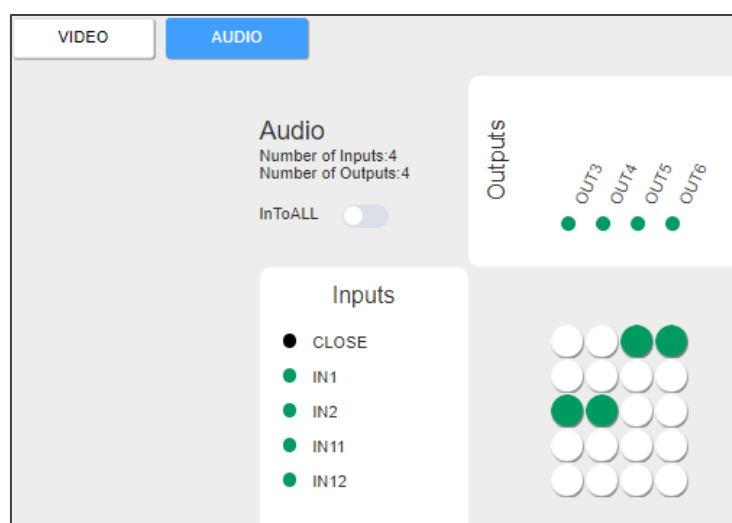 VIDEO
AUDIO
Audio
Number of Inputs:4
Number of Outputs:4
InToALL
Outputs
OUT3
OUT4
OUT5
OUT6
Inputs
CLOSE
IN1
IN2
IN11
IN12